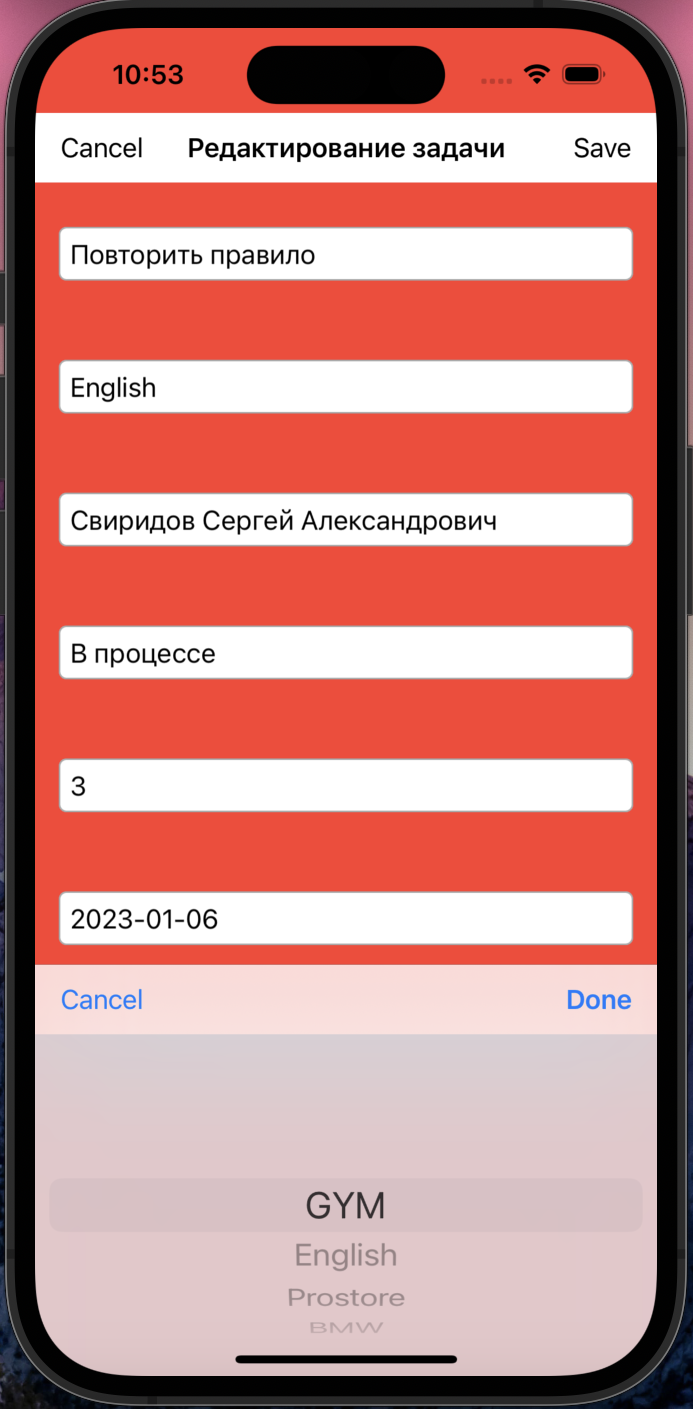 10:53
Cancel Редактирование задачи Save
Повторить правило
English
Свиридов Сергей Александрович
В процессе
3
2023-01-06
Cancel Done
GYM
English
Prostore
BMW